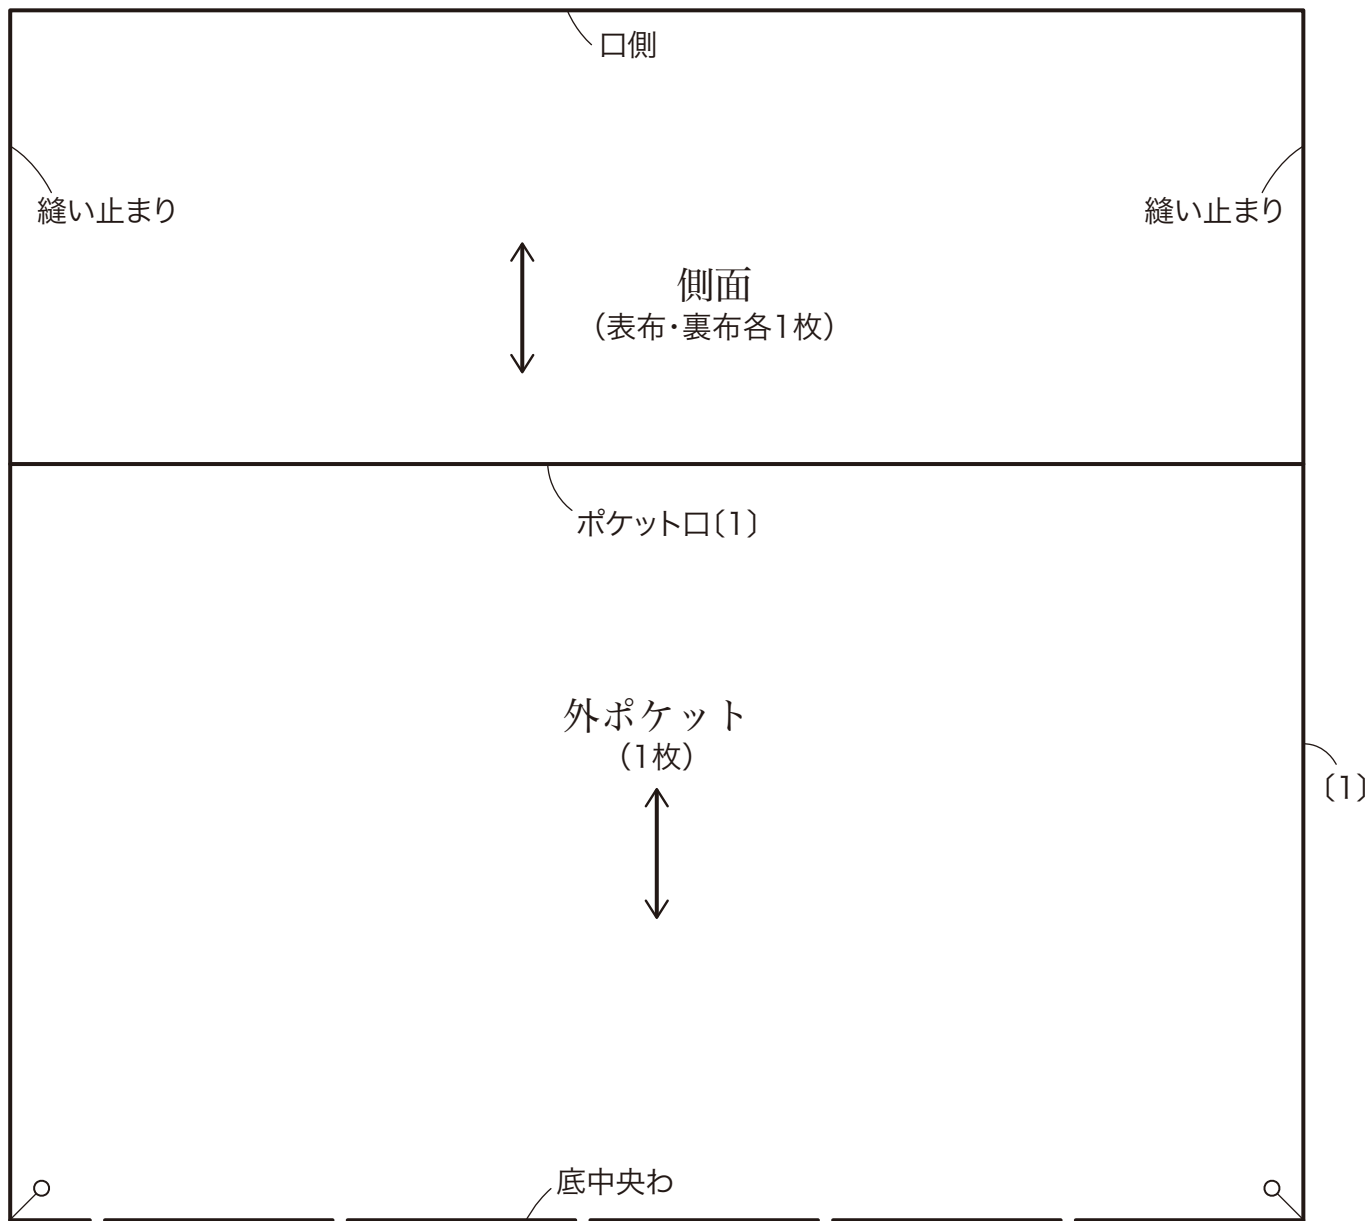 口側
縫い止まり
縫い止まり
側面
（表布・裏布各1枚）
ポケット口〔1〕
外ポケット
（1枚）
〔1〕
底中央わ